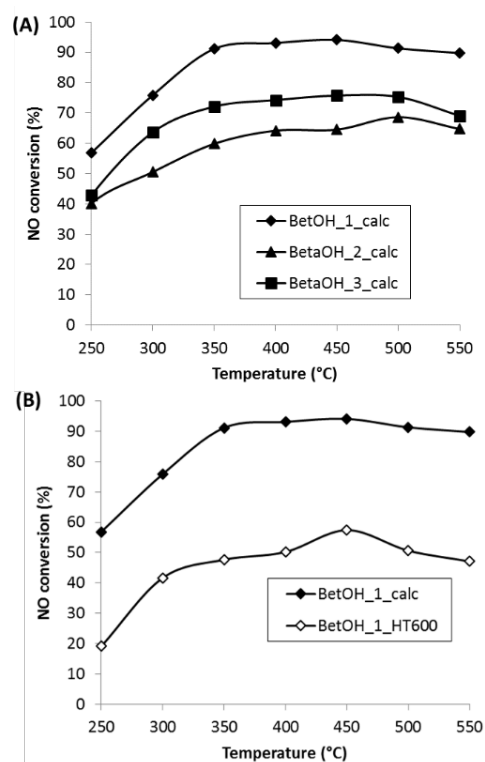 (A)
100
90
80
70
60
50
40
30
20
10
0
NO conversion (%)
BetOH_1_calc
BetaOH_2_calc
BetaOH_3_calc
250 300 350 400 450 500 550
Temperature (°C)
(B)
100
90
80
70
60
50
40
30
20
10
0
NO conversion (%)
BetOH_1_calc
BetOH_1_HT600
250 300 350 400 450 500 550
Temperature (°C)